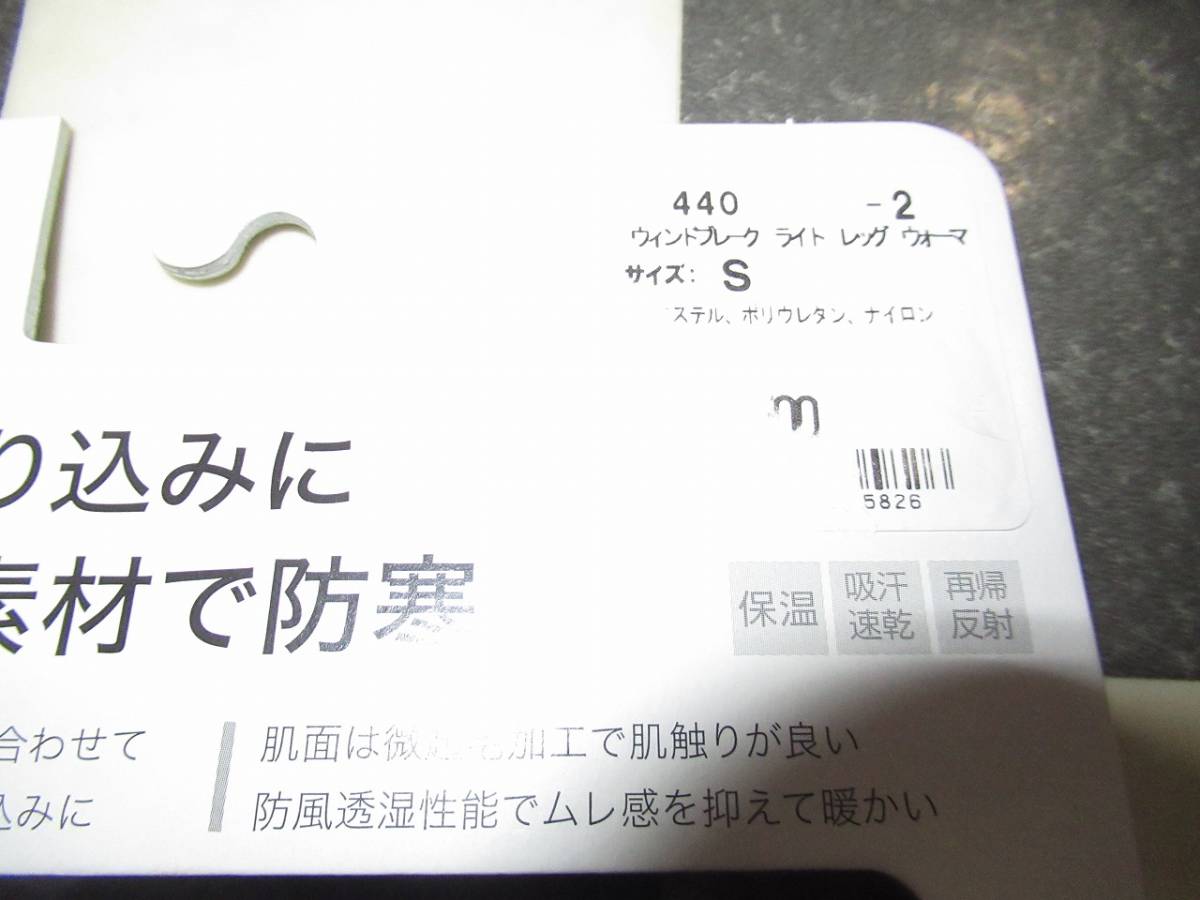 440 -2
ウィンドブレーク ライト レッグ ウォーマ
サイズ: S
ステル、ポリウレタン、ナイロン
5826
り込みに
素材で防寒
保温
吸汗
速乾
再帰
反射
合わせて
込みに
肌面は微起毛加工で肌触りが良い
防風透湿性能でムレ感を抑えて暖かい